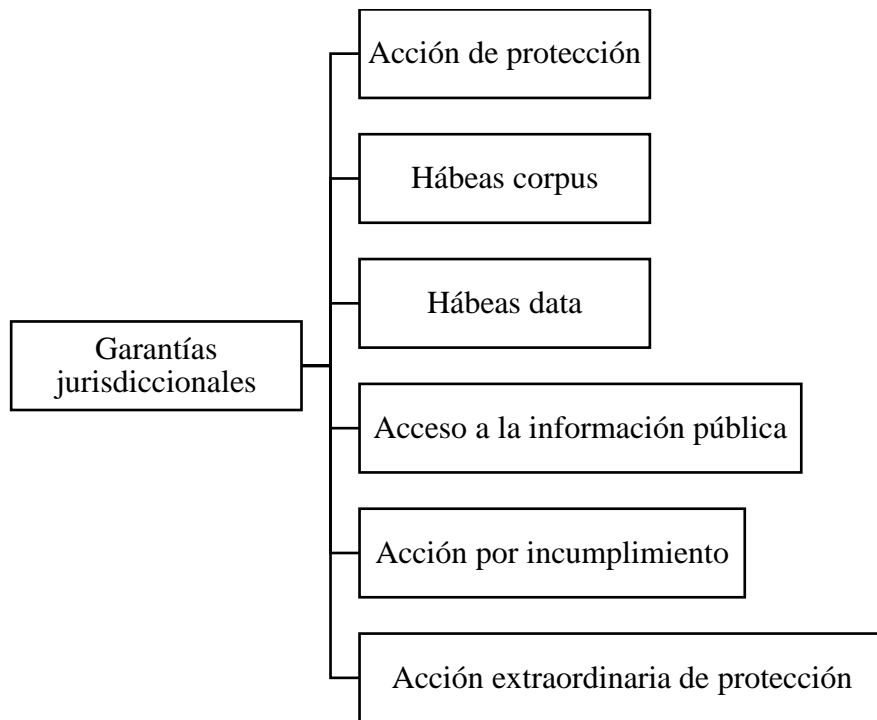 Garantías
jurisdiccionales
Acción de protección
Hábeas corpus
Hábeas data
Acceso a la información pública
Acción por incumplimiento
Acción extraordinaria de protección